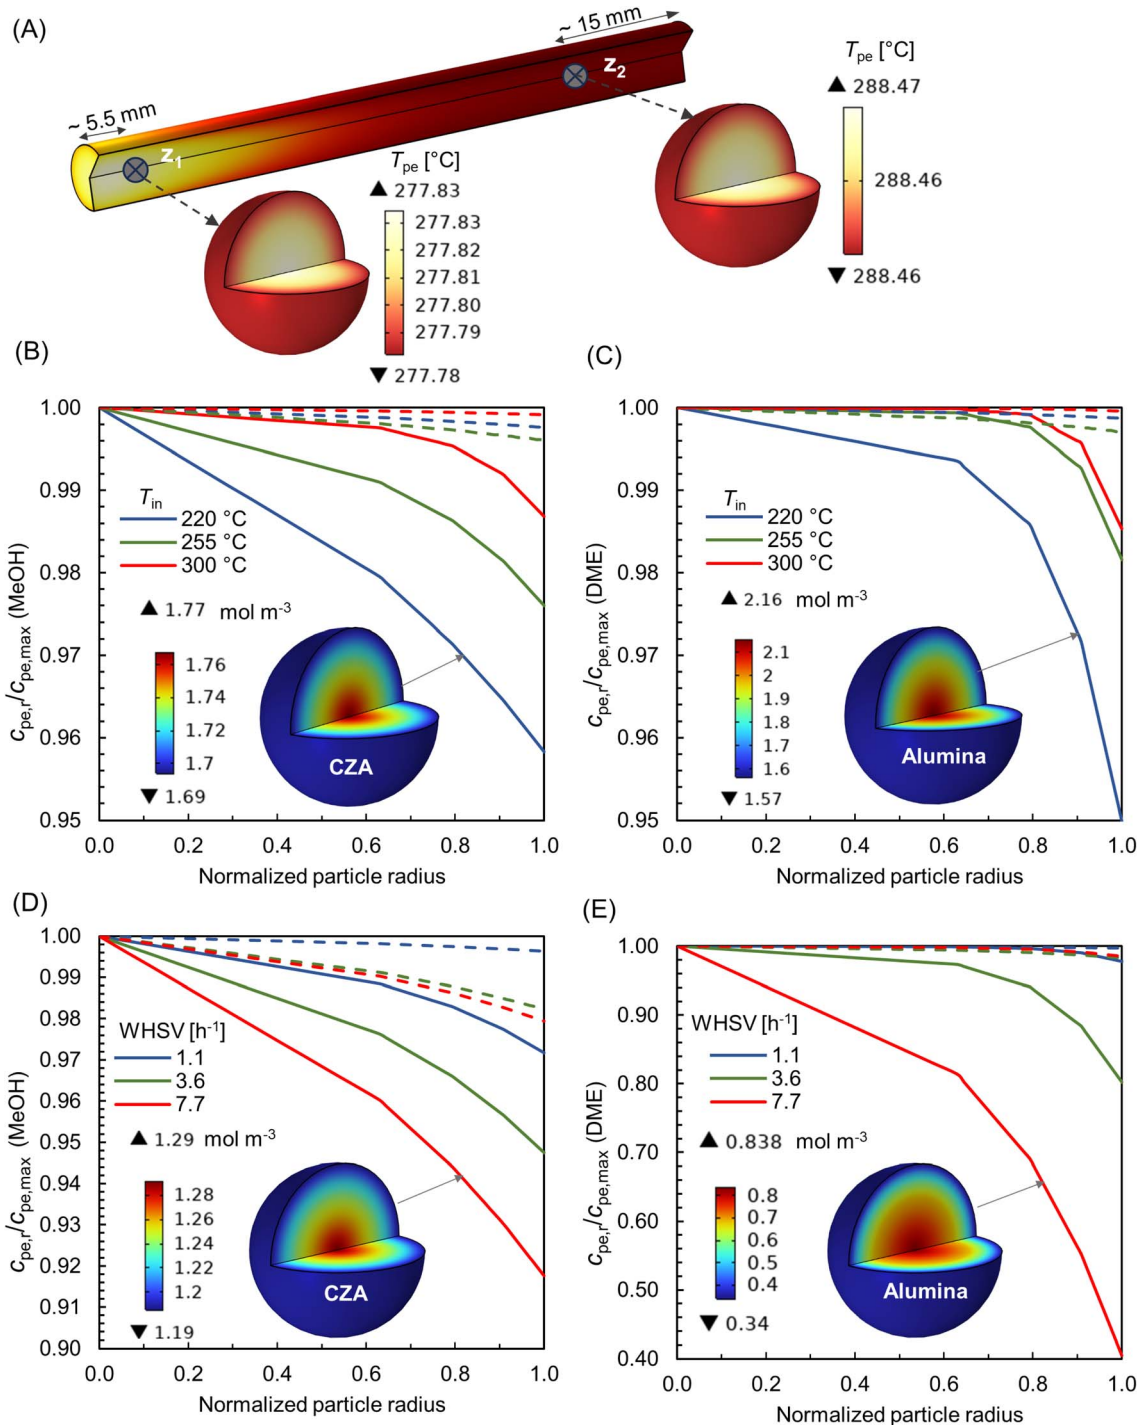 (A)
~ 5.5 mm
~ 15 mm
z1
z2
Tpe [°C]
▲ 277.83
277.83
277.82
277.81
277.80
277.79
▼ 277.78
Tpe [°C]
▲ 288.47
288.46
▼ 288.46
(B)
cpe,r/cpe,max (MeOH)
1.00
0.99
0.98
0.97
0.96
0.95
Tin
220 °C
255 °C
300 °C
▲ 1.77 mol m-3
1.76
1.74
1.72
1.7
▼ 1.69
CZA
0.0 0.2 0.4 0.6 0.8 1.0
Normalized particle radius
(C)
cpe,r/cpe,max (DME)
1.00
0.99
0.98
0.97
0.96
0.95
Tin
220 °C
255 °C
300 °C
▲ 2.16 mol m-3
2.1
2
1.9
1.8
1.7
1.6
▼ 1.57
Alumina
0.0 0.2 0.4 0.6 0.8 1.0
Normalized particle radius
(D)
cpe,r/cpe,max (MeOH)
1.00
0.99
0.98
0.97
0.96
0.95
0.94
0.93
0.92
0.91
0.90
WHSV [h-1]
1.1
3.6
7.7
▲ 1.29 mol m-3
1.28
1.26
1.24
1.22
1.2
▼ 1.19
CZA
0.0 0.2 0.4 0.6 0.8 1.0
Normalized particle radius
(E)
cpe,r/cpe,max (DME)
1.00
0.90
0.80
0.70
0.60
0.50
0.40
WHSV [h-1]
1.1
3.6
7.7
▲ 0.838 mol m-3
0.8
0.7
0.6
0.5
0.4
▼ 0.34
Alumina
0.0 0.2 0.4 0.6 0.8 1.0
Normalized particle radius